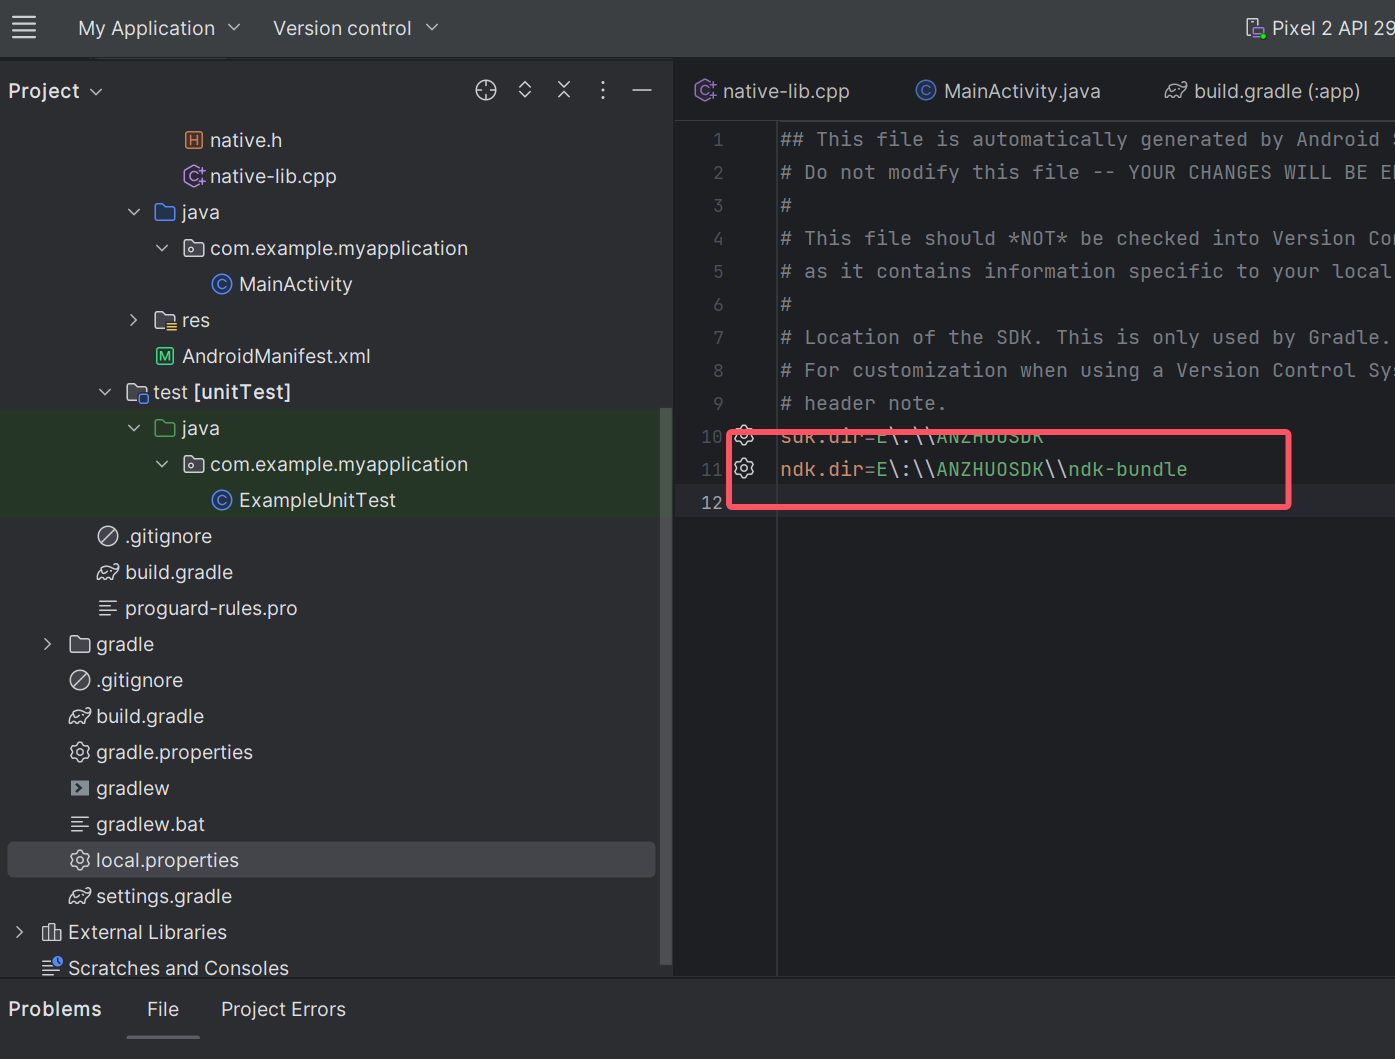 My Application
Version control
Pixel 2 API 29
Project
native.h
native-lib.cpp
java
com.example.myapplication
MainActivity
res
AndroidManifest.xml
test [unitTest]
java
com.example.myapplication
ExampleUnitTest
.gitignore
build.gradle
proguard-rules.pro
gradle
.gitignore
build.gradle
gradle.properties
gradlew
gradlew.bat
local.properties
settings.gradle
External Libraries
Scratches and Consoles
native-lib.cpp
MainActivity.java
build.gradle (:app)
1 ## This file is automatically generated by Android S
2 # Do not modify this file -- YOUR CHANGES WILL BE E
3 #
4 # This file should *NOT* be checked into Version Con
5 # as it contains information specific to your local
6 #
7 # Location of the SDK. This is only used by Gradle.
8 # For customization when using a Version Control Sys
9 # header note.
10 sdk.dir=E\:\\ANZHUOSDK
11 ndk.dir=E\:\\ANZHUOSDK\\ndk-bundle
12
Problems
File
Project Errors